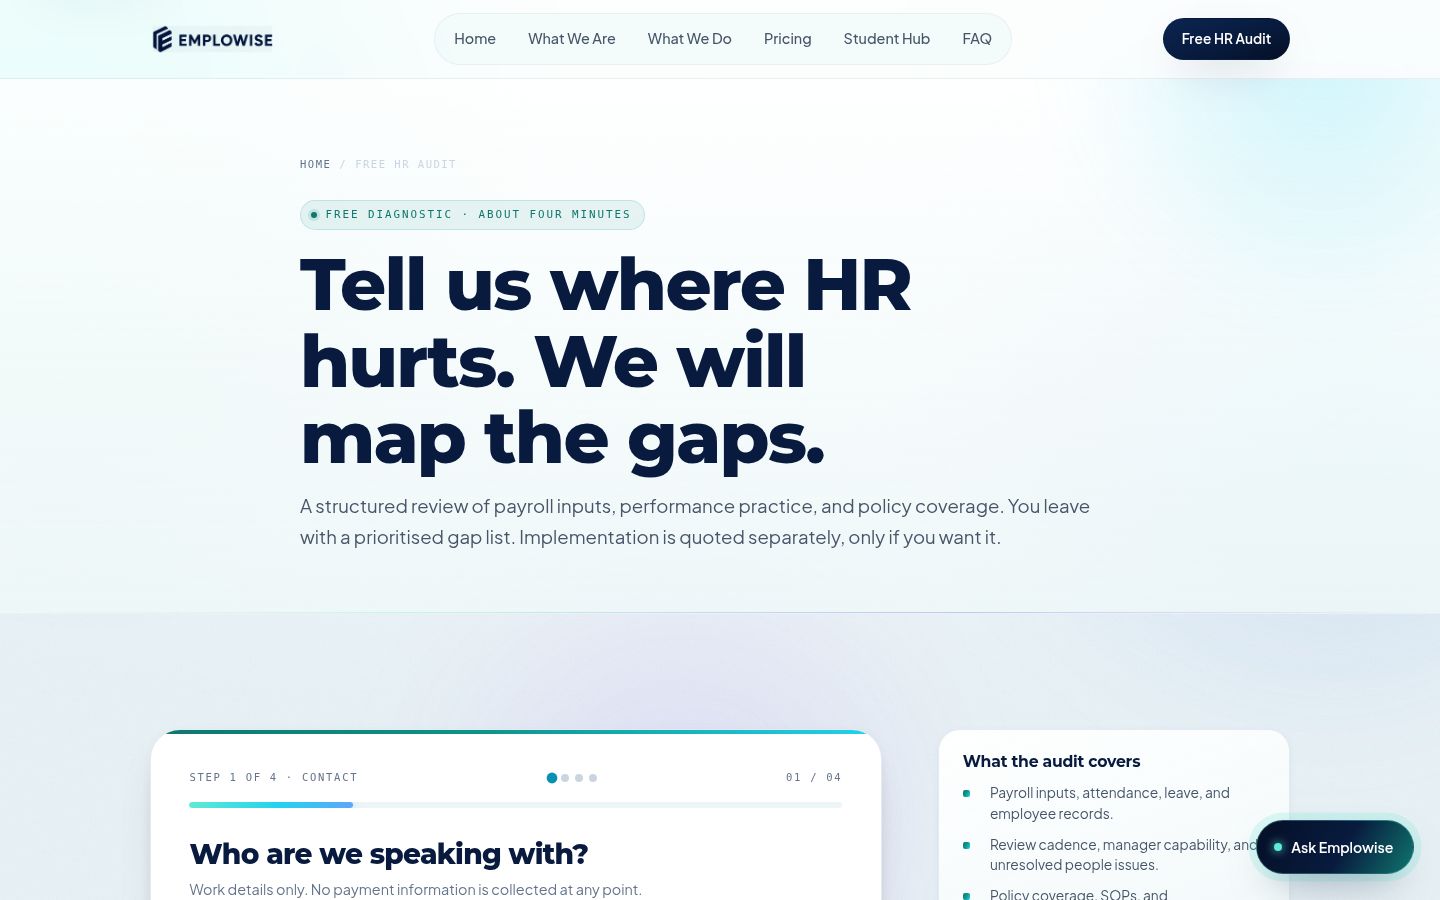 EMPLOWISE
Home
What We Are
What We Do
Pricing
Student Hub
FAQ
Free HR Audit
HOME / FREE HR AUDIT
FREE DIAGNOSTIC · ABOUT FOUR MINUTES
Tell us where HR
hurts. We will
map the gaps.
A structured review of payroll inputs, performance practice, and policy coverage. You leave
with a prioritised gap list. Implementation is quoted separately, only if you want it.
STEP 1 OF 4 · CONTACT
01 / 04
Who are we speaking with?
Work details only. No payment information is collected at any point.
What the audit covers
Payroll inputs, attendance, leave, and
employee records.
Review cadence, manager capability, and
unresolved people issues.
Policy coverage, SOPs, and
Ask Emplowise